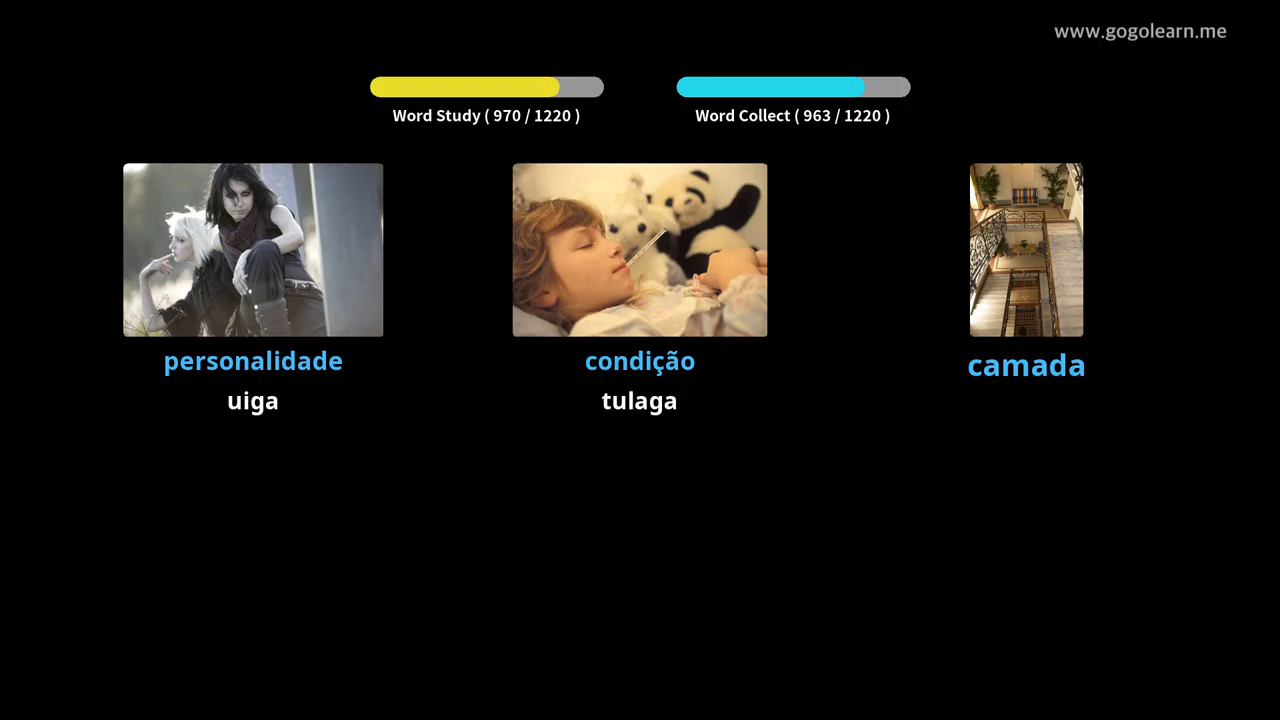 www.gogolearn.me
Word Study ( 970 / 1220 )
Word Collect ( 963 / 1220 )
personalidade
uiga
condição
tulaga
camada